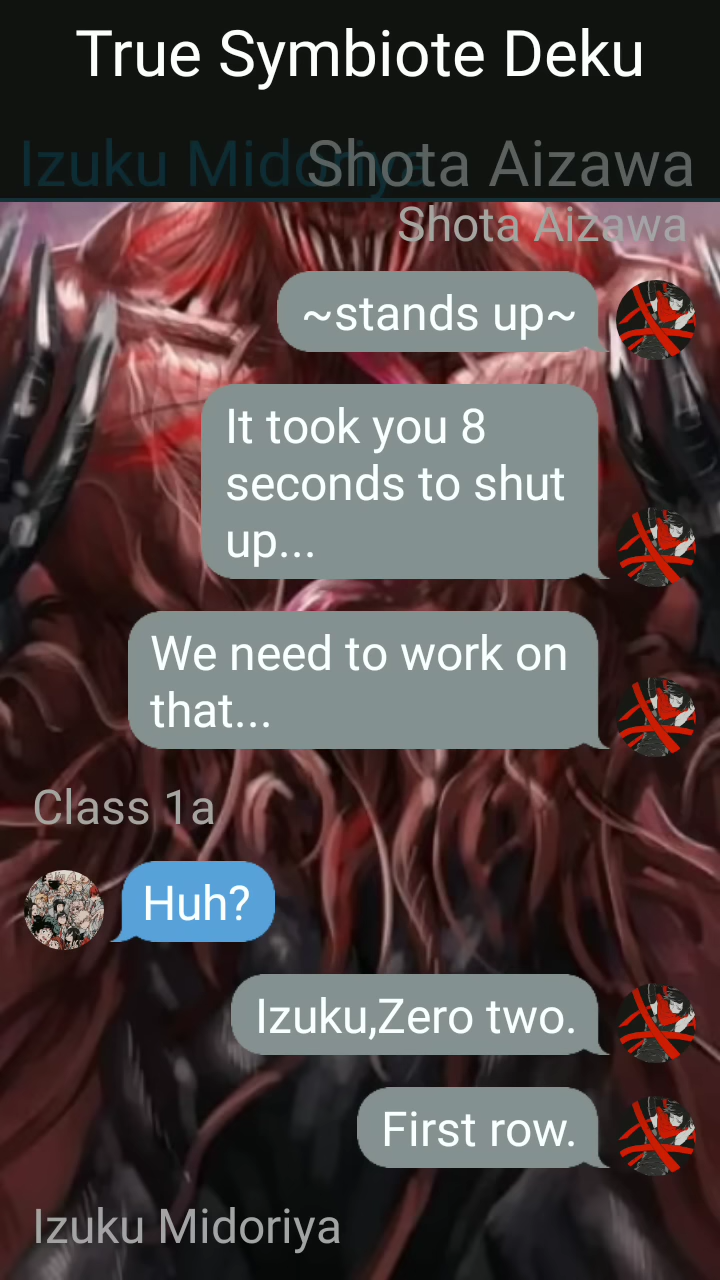 True Symbiote Deku
Izuku Midoriya
Shota Aizawa
Shota Aizawa
~stands up~
It took you 8
seconds to shut
up...
We need to work on
that...
Class 1a
Huh?
Izuku,Zero two.
First row.
Izuku Midoriya